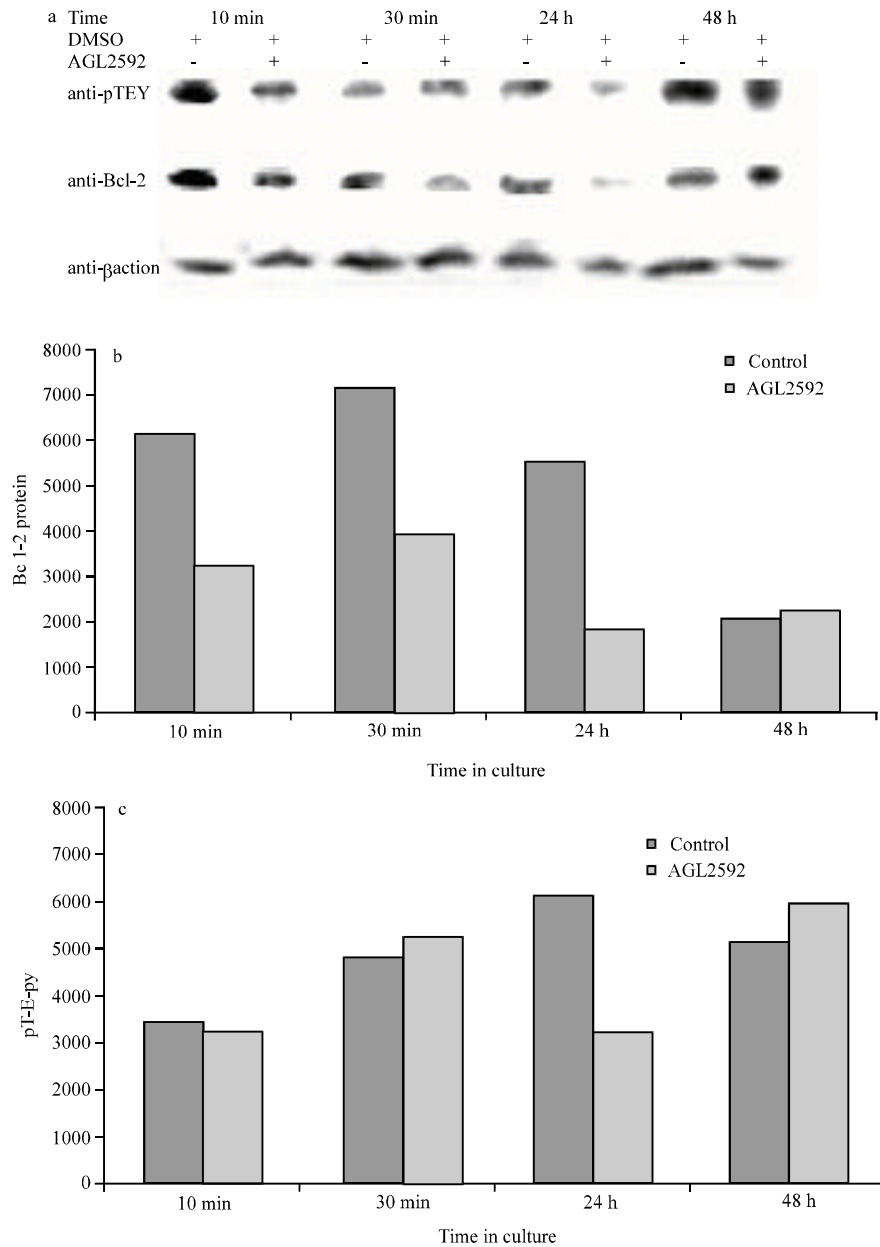 a Time 10 min 30 min 24 h 48 h
DMSO + + + + + + + +
AGL2592 - + - + - + - +
anti-pTEY
anti-Bcl-2
anti-βaction
b
8000
7000
6000
5000
4000
3000
2000
1000
0
Bc 1-2 protein
Control
AGL2592
10 min 30 min 24 h 48 h
Time in culture
c
8000
7000
6000
5000
4000
3000
2000
1000
0
pT-E-py
Control
AGL2592
10 min 30 min 24 h 48 h
Time in culture